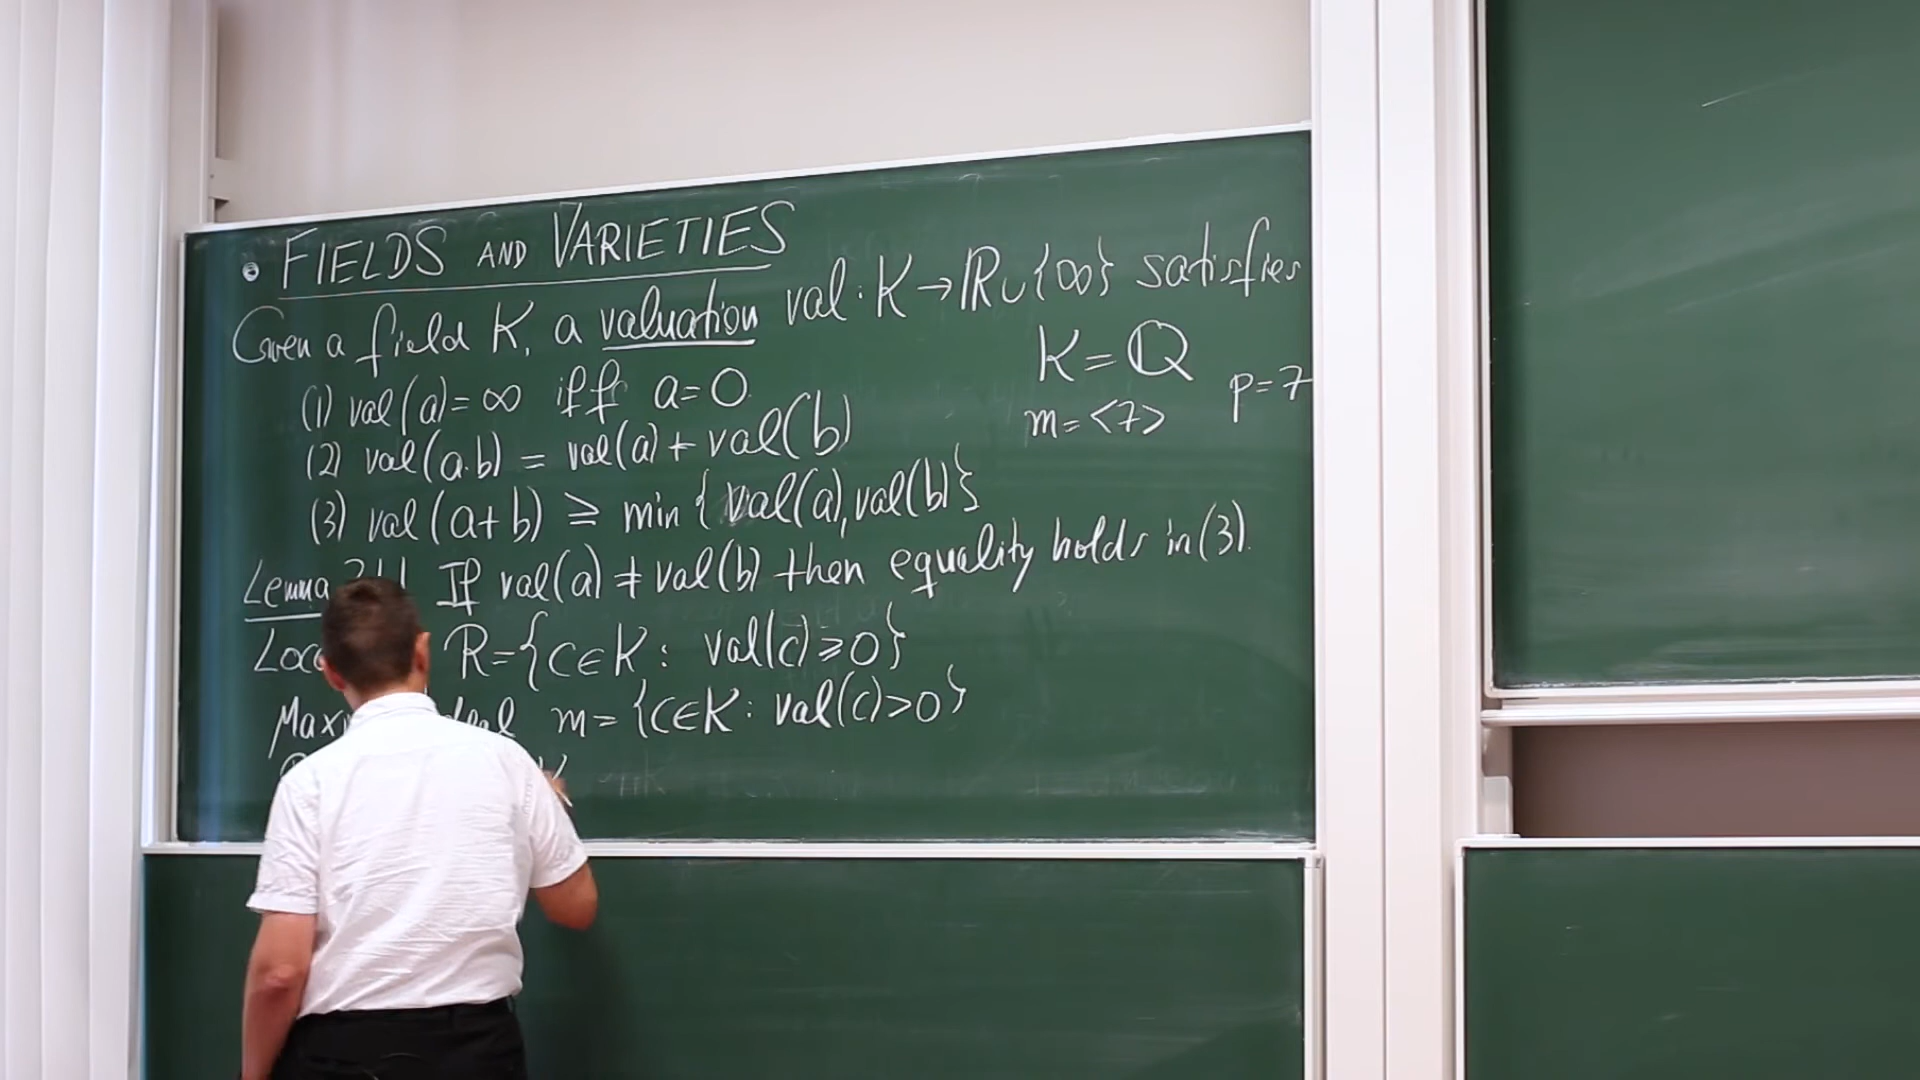 • FIELDS AND VARIETIES
Given a field K, a valuation val: K → ℝ ∪ {∞} satisfies
(1) val(a) = ∞ iff a = 0
(2) val(a·b) = val(a) + val(b)
(3) val(a+b) ≥ min {val(a), val(b)}
K = ℚ
p = 7
m = <7>
Lemma If val(a) ≠ val(b) then equality holds in (3).
R = {c ∈ K : val(c) ≥ 0}
m = {c ∈ K : val(c) > 0}